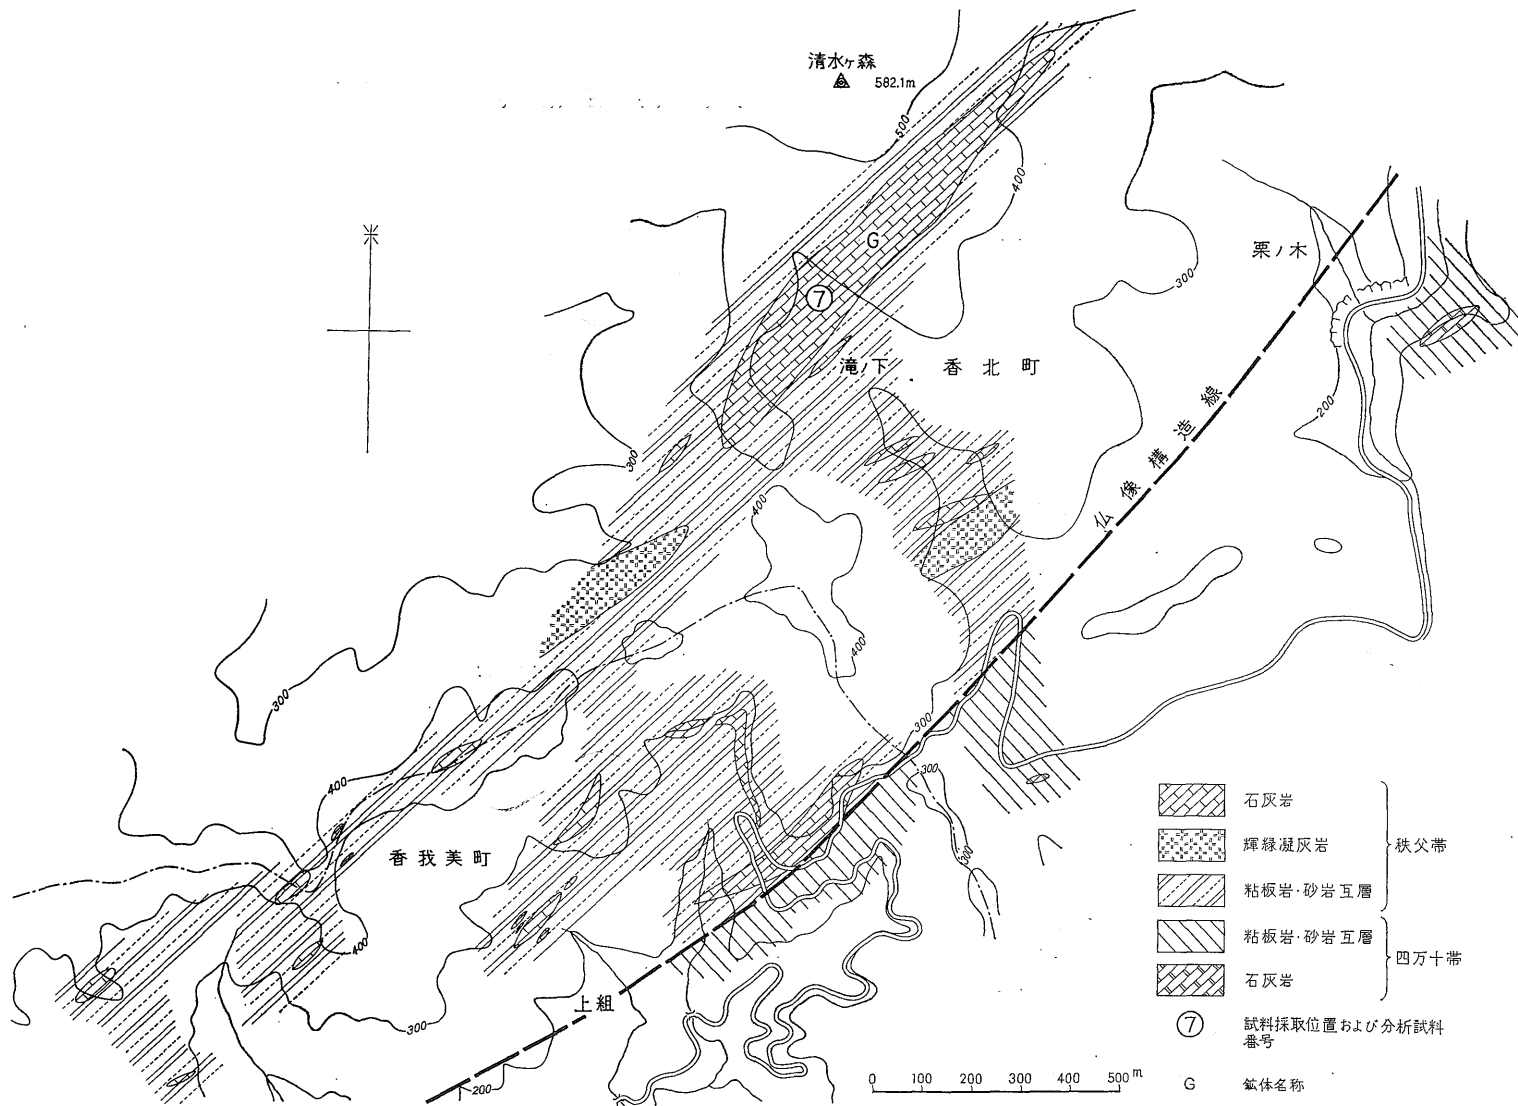 清水ヶ森
582.1m
500
400
栗ノ木
300
G
7
滝ノ下
香北町
200
仏像構造線
300
400
400
300
300
300
400
300
香我美町
400
300
上組
200
石灰岩
輝緑凝灰岩
粘板岩・砂岩互層
秩父帯
粘板岩・砂岩互層
石灰岩
四万十帯
7 試料採取位置および分析試料
番号
G 鉱体名称
0 100 200 300 400 500 m